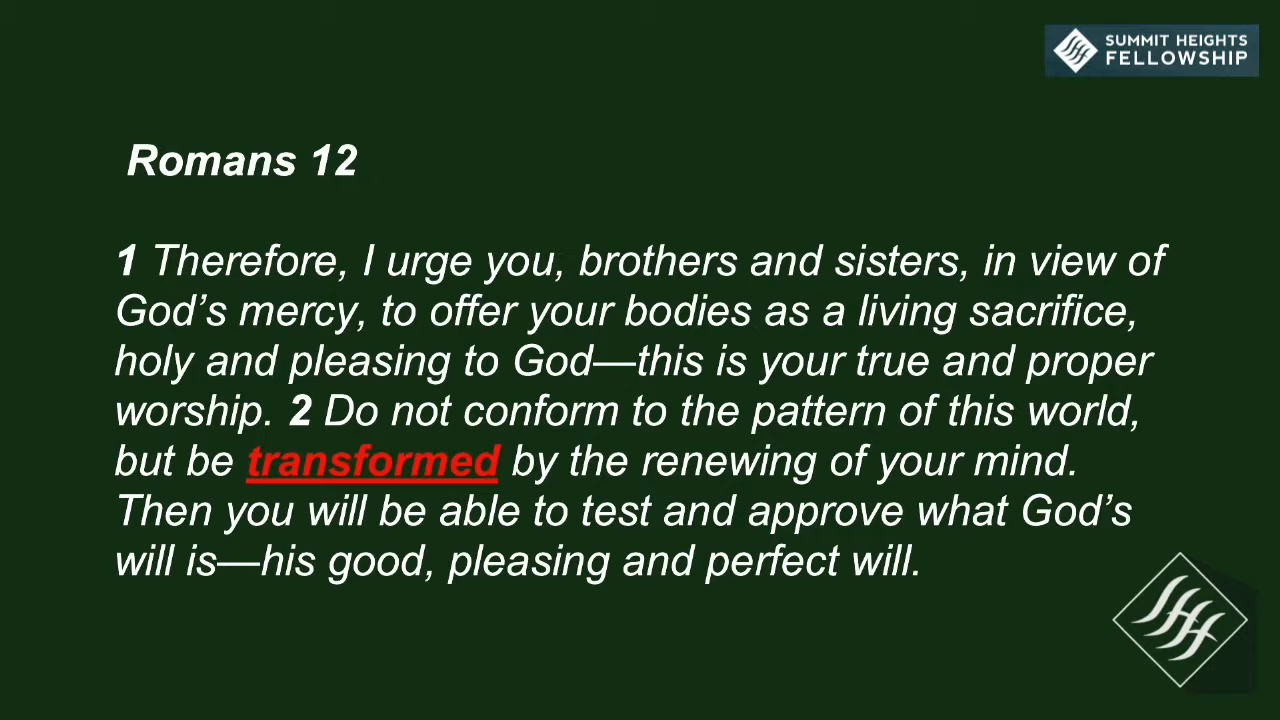 SUMMIT HEIGHTS
FELLOWSHIP
Romans 12
1 Therefore, I urge you, brothers and sisters, in view of
God’s mercy, to offer your bodies as a living sacrifice,
holy and pleasing to God—this is your true and proper
worship. 2 Do not conform to the pattern of this world,
but be transformed by the renewing of your mind.
Then you will be able to test and approve what God’s
will is—his good, pleasing and perfect will.